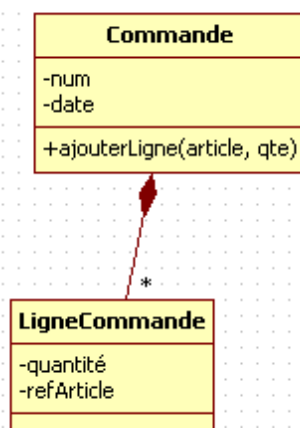 Commande
-num
-date
+ajouterLigne(article, qte)
*
LigneCommande
-quantité
-refArticle